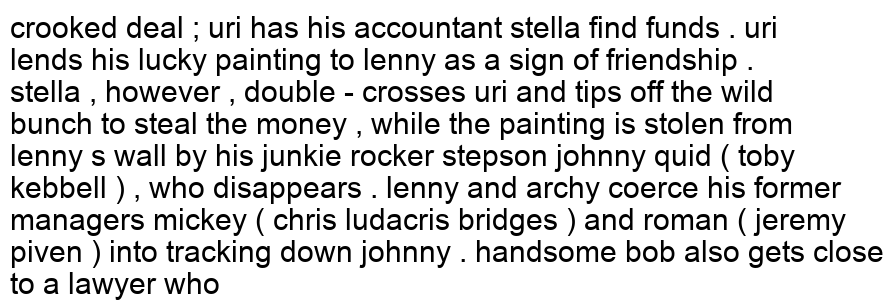 crooked deal ; uri has his accountant stella find funds . uri
lends his lucky painting to lenny as a sign of friendship .
stella , however , double - crosses uri and tips off the wild
bunch to steal the money , while the painting is stolen from
lenny s wall by his junkie rocker stepson johnny quid ( toby
kebbell ) , who disappears . lenny and archy coerce his former
managers mickey ( chris ludacris bridges ) and roman ( jeremy
piven ) into tracking down johnny . handsome bob also gets close
to a lawyer who